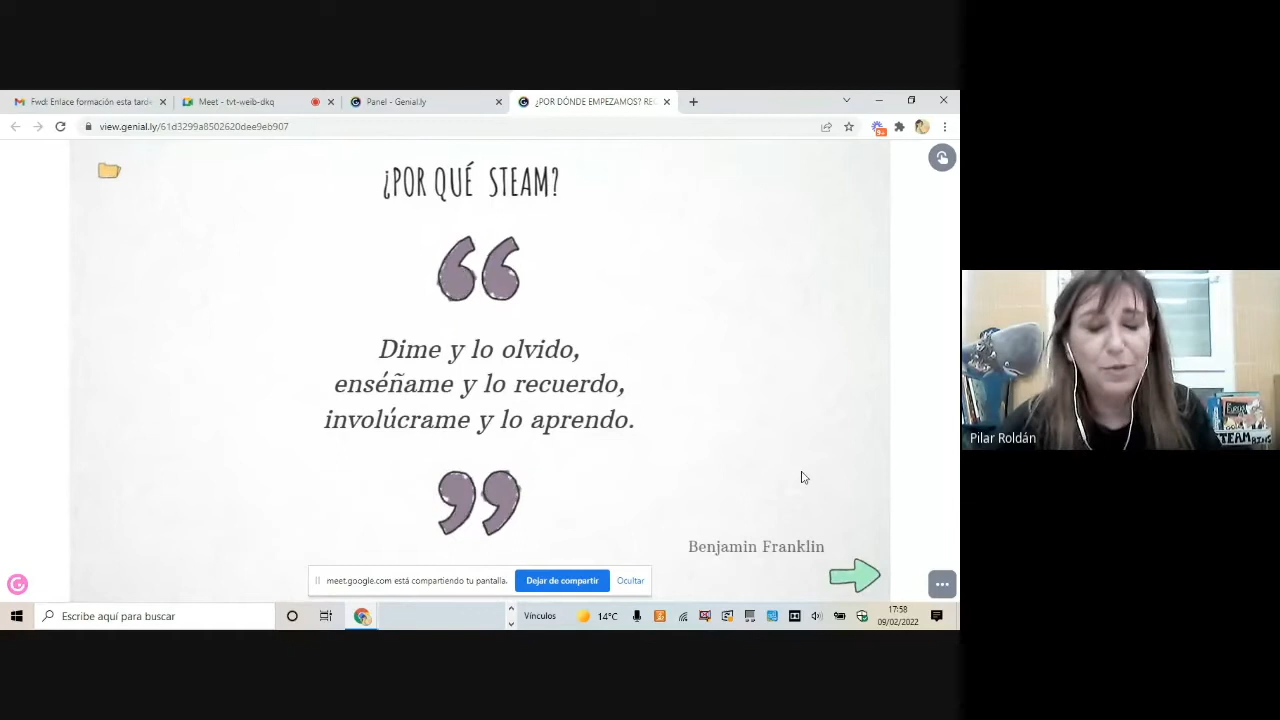 Fwd: Enlace formación esta tarde
Meet - tvt-weib-dkq
Panel - Genial.ly
¿POR DÓNDE EMPEZAMOS? RE
view.genial.ly/61d3299a8502620dee9eb907
¿POR QUÉ STEAM?
“
Dime y lo olvido,
enséñame y lo recuerdo,
involúcrame y lo aprendo.
”
Benjamin Franklin
meet.google.com está compartiendo tu pantalla.
Dejar de compartir
Ocultar
Escribe aquí para buscar
Vínculos
14°C
17:58
09/02/2022
Pilar Roldán